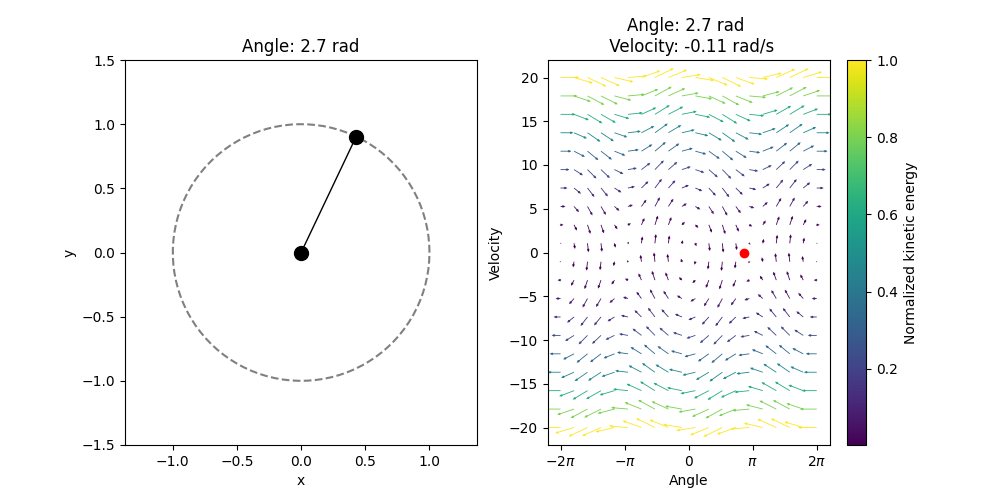 Angle: 2.7 rad
1.5
1.0
0.5
0.0
−0.5
−1.0
−1.5
y
−1.0
−0.5
0.0
0.5
1.0
x
Angle: 2.7 rad
Velocity: -0.11 rad/s
20
15
10
5
0
−5
−10
−15
−20
Velocity
−2π
−π
0
π
2π
Angle
1.0
0.8
0.6
0.4
0.2
Normalized kinetic energy